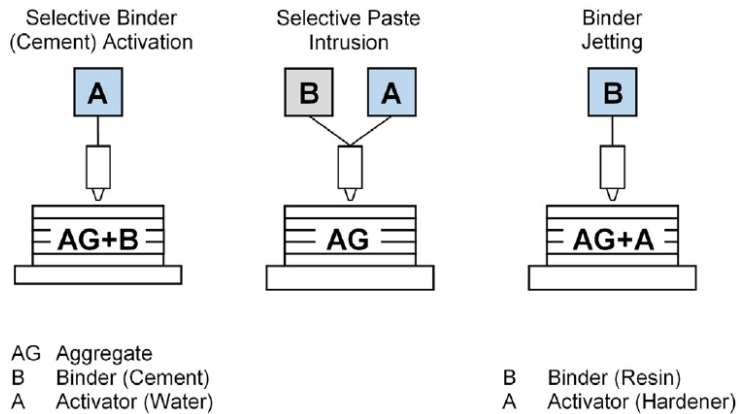 Selective Binder
(Cement) Activation
A
AG+B
Selective Paste
Intrusion
B A
AG
Binder
Jetting
B
AG+A
AG Aggregate
B Binder (Cement)
A Activator (Water)
B Binder (Resin)
A Activator (Hardener)